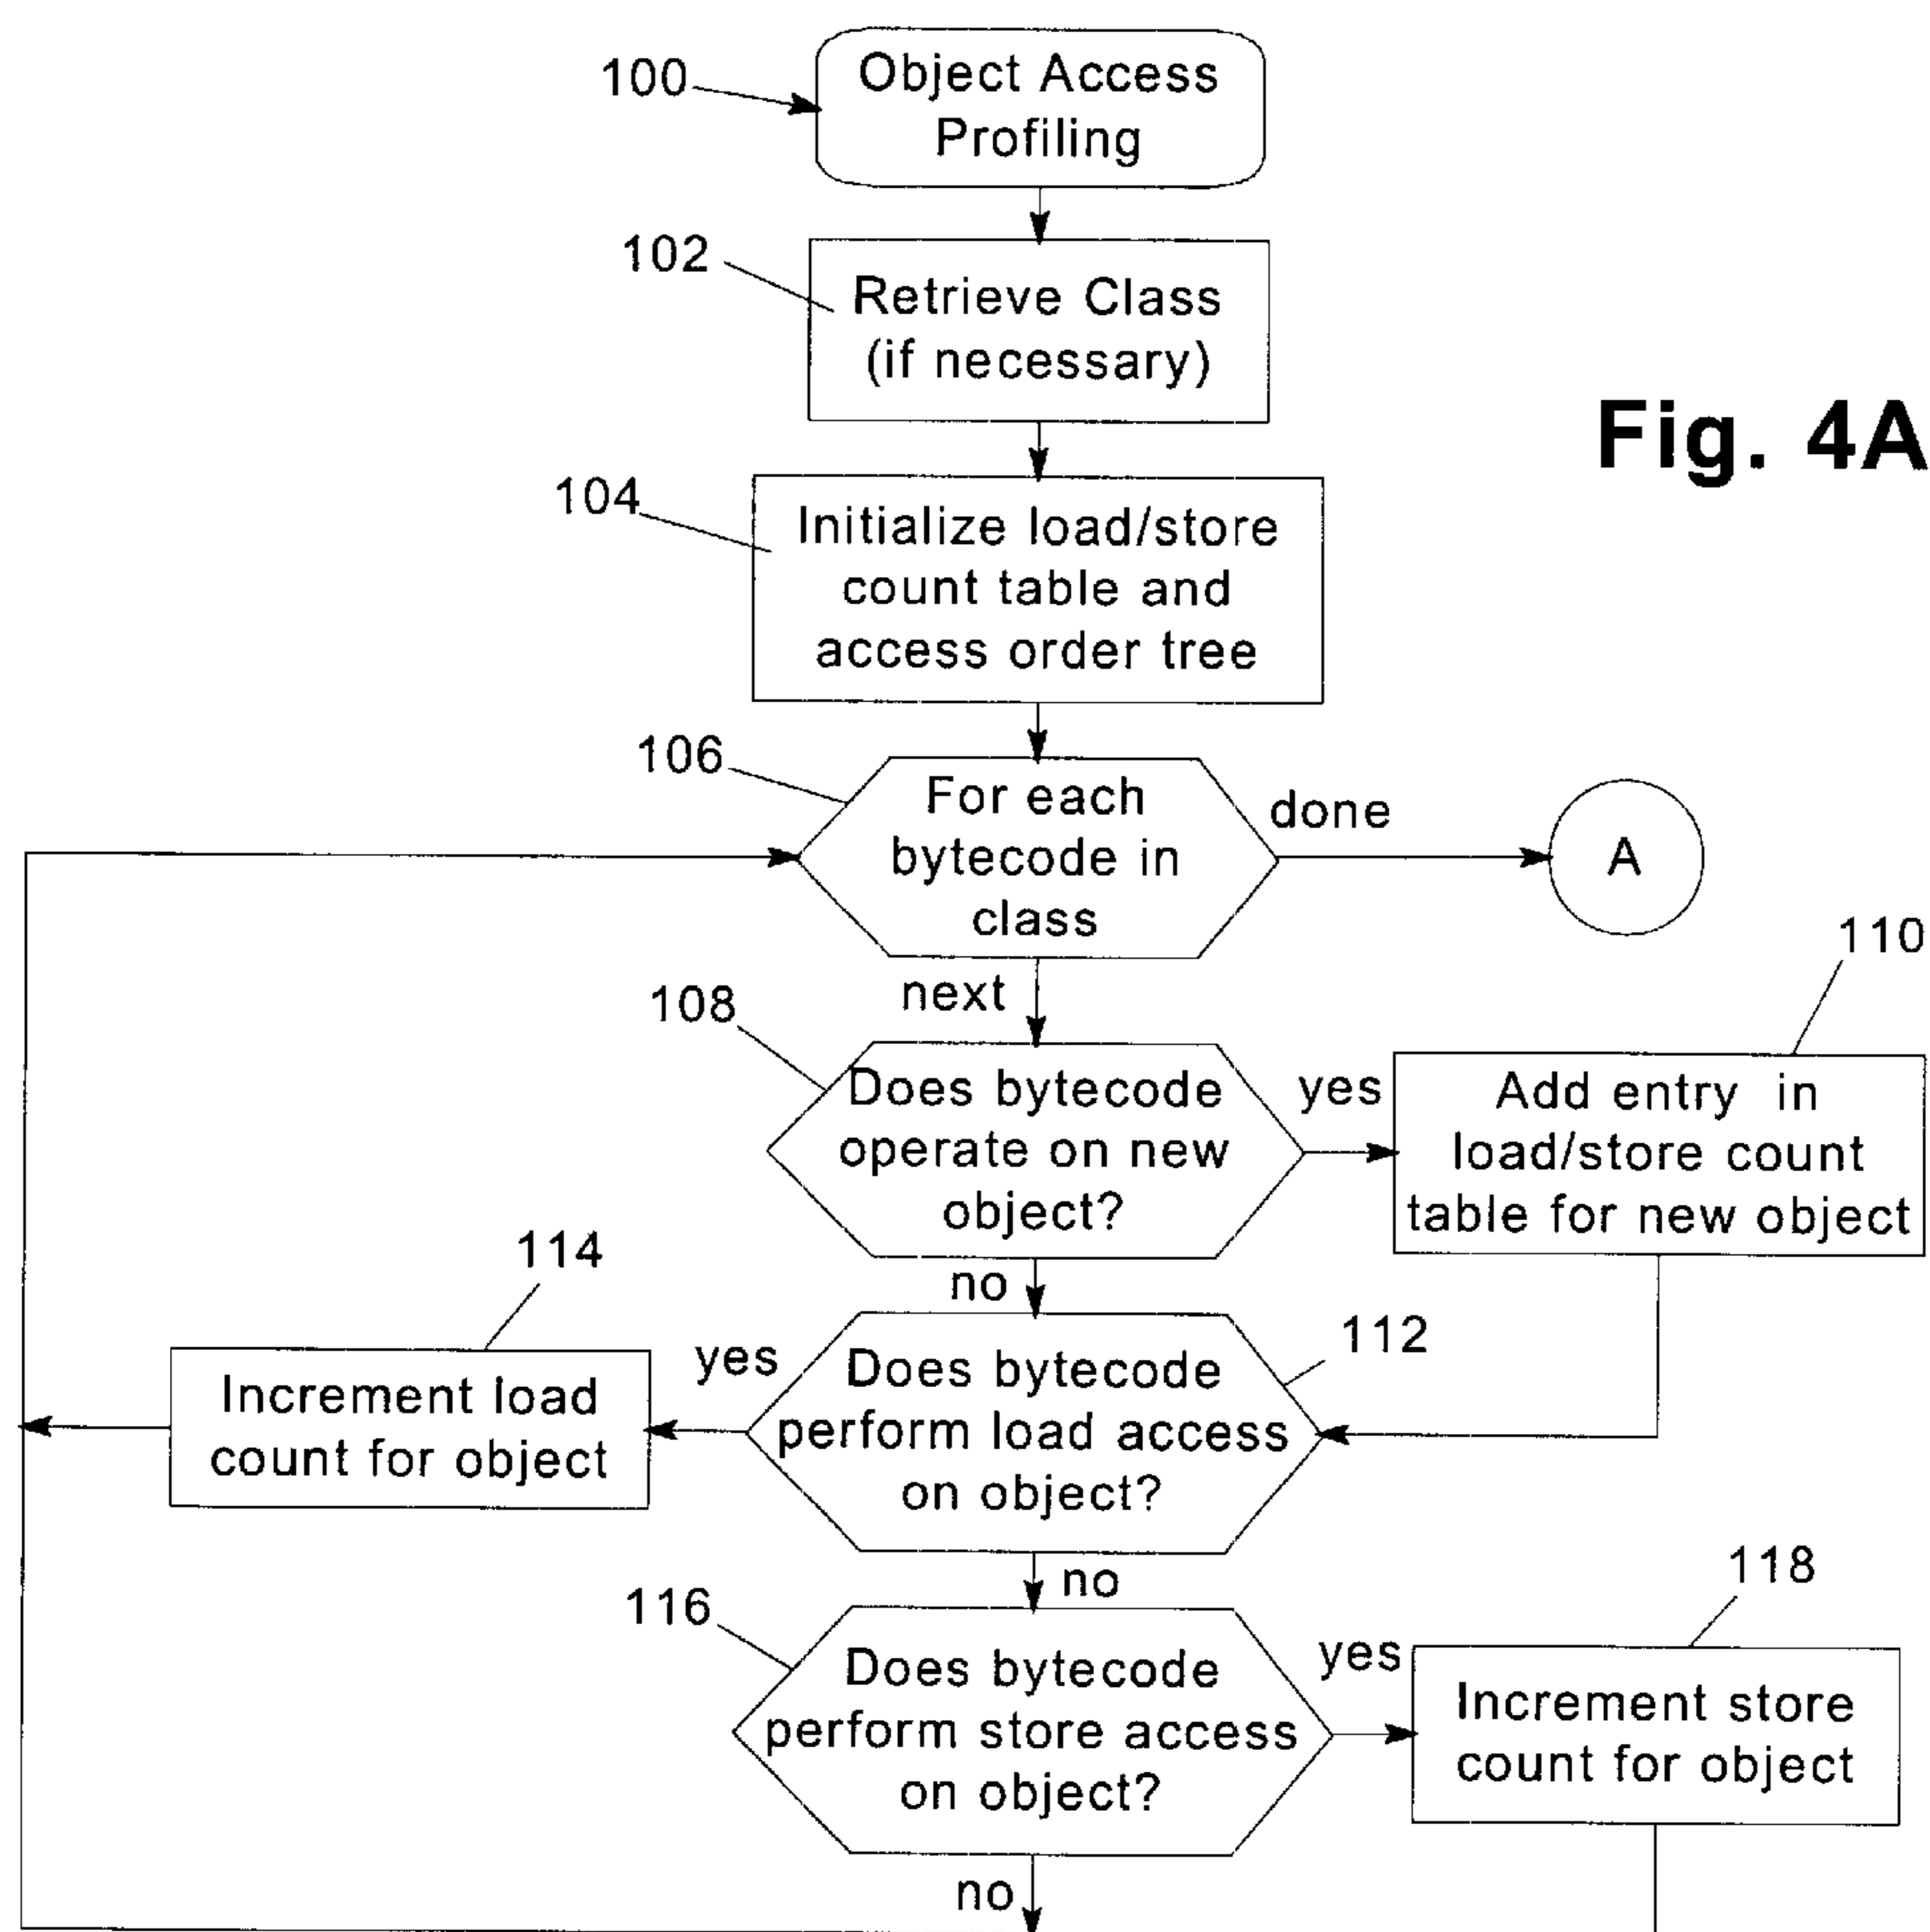 100
Object Access
Profiling
102
Retrieve Class
(if necessary)
Fig. 4A
104
Initialize load/store
count table and
access order tree
106
For each
bytecode in
class
done
A
next
108
Does bytecode
operate on new
object?
yes
110
Add entry in
load/store count
table for new object
no
112
Does bytecode
perform load access
on object?
yes
114
Increment load
count for object
no
116
Does bytecode
perform store access
on object?
yes
118
Increment store
count for object
no